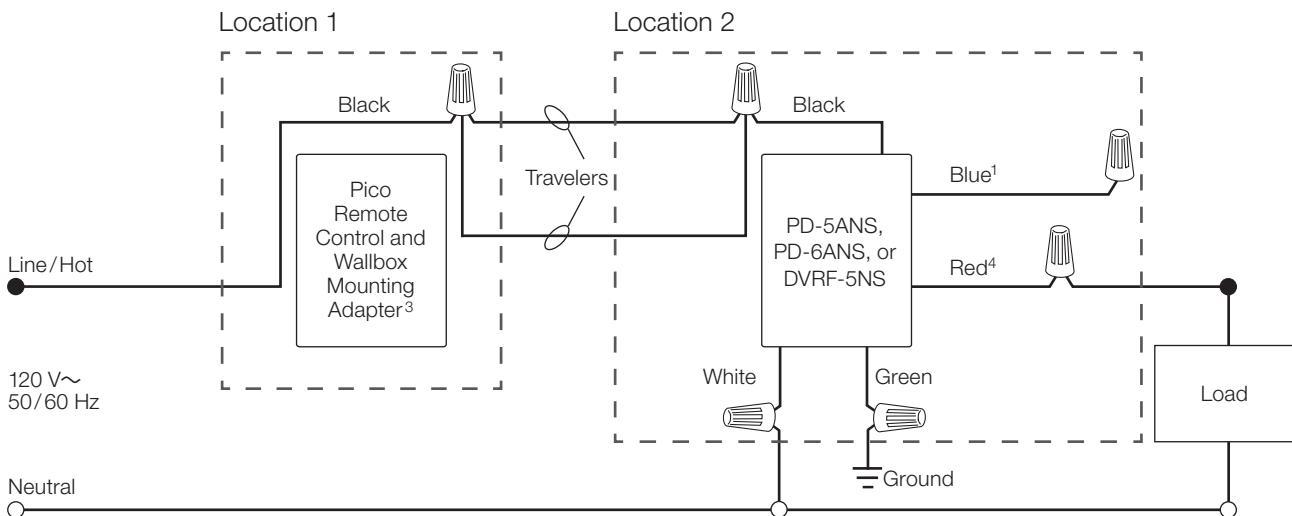 Location 1
Location 2
Black
Black
Travelers
Blue¹
Pico
Remote
Control and
Wallbox
Mounting
Adapter³
PD-5ANS,
PD-6ANS, or
DVRF-5NS
Line/Hot
Red⁴
120 V~
50/60 Hz
White
Green
Load
Ground
Neutral